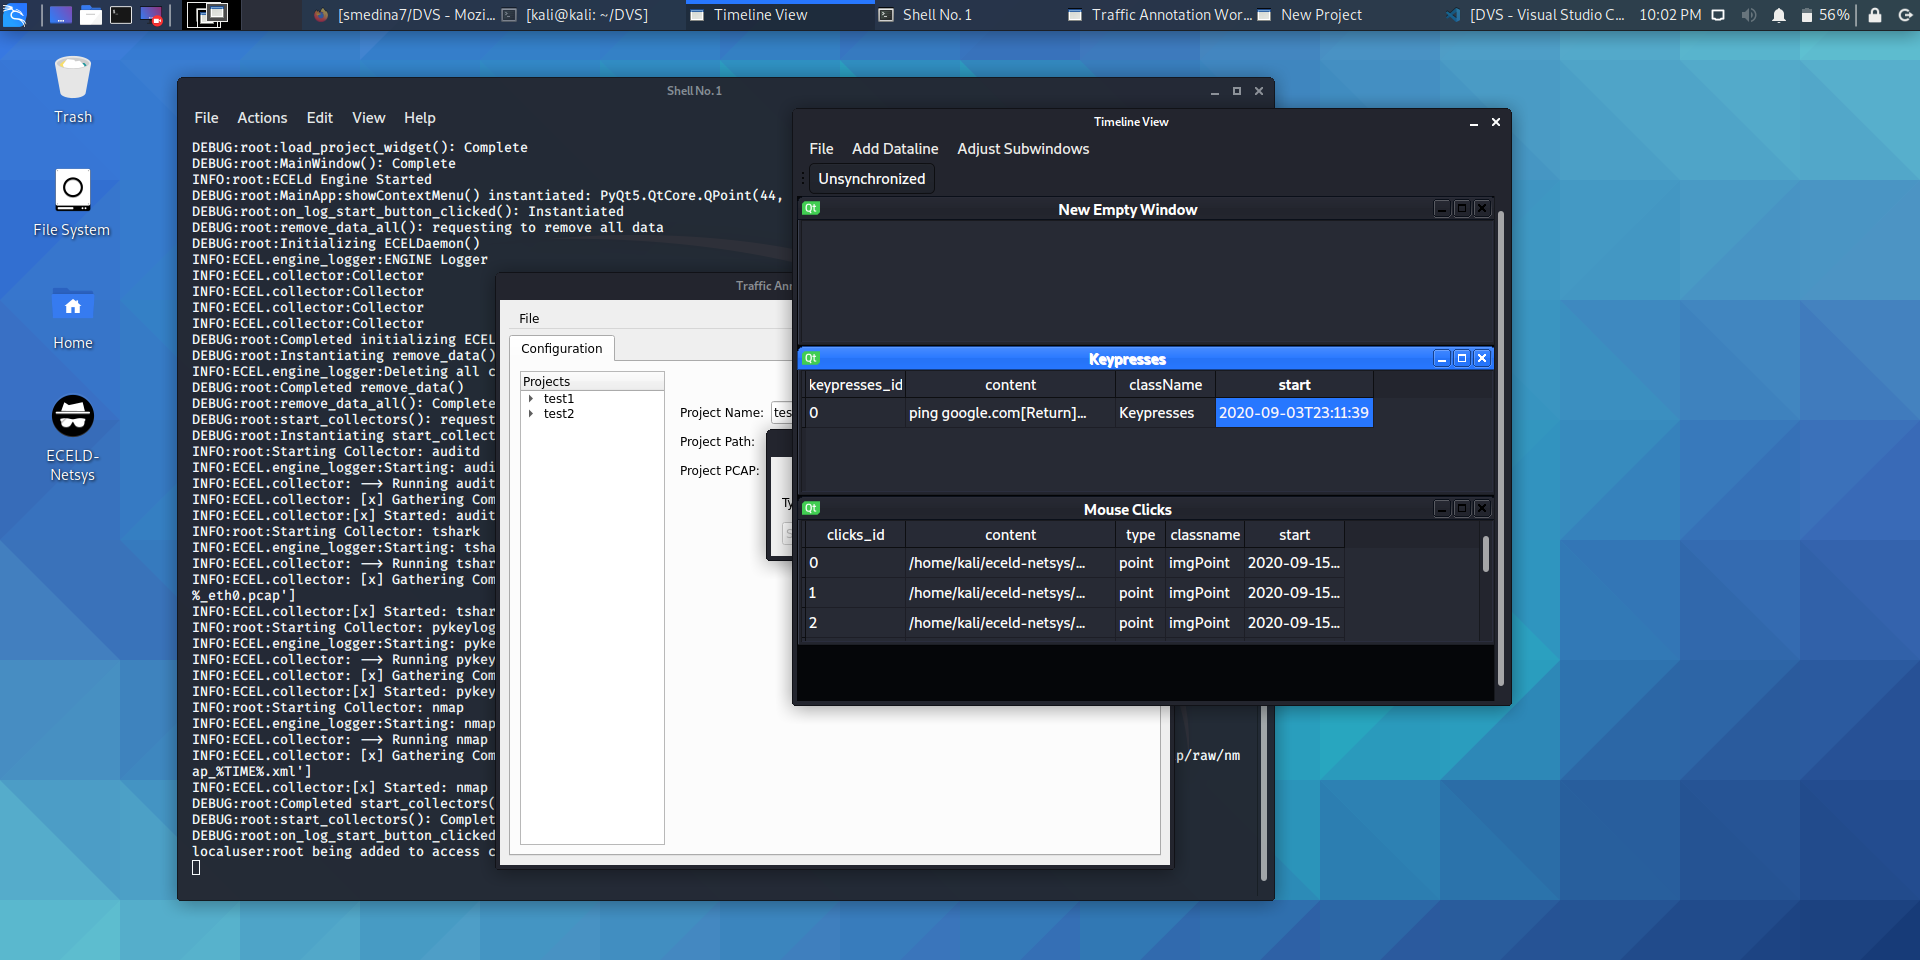 [smedina7/DVS - Mozi...
[kali@kali: ~/DVS]
Timeline View
Shell No. 1
Traffic Annotation Wor...
New Project
[DVS - Visual Studio C...
10:02 PM
56%
Trash
File System
Home
ECELD-
Netsys
Shell No. 1
File Actions Edit View Help
DEBUG:root:load_project_widget(): Complete
DEBUG:root:MainWindow(): Complete
INFO:root:ECELd Engine Started
DEBUG:root:MainApp:showContextMenu() instantiated: PyQt5.QtCore.QPoint(44,
DEBUG:root:on_log_start_button_clicked(): Instantiated
DEBUG:root:remove_data_all(): requesting to remove all data
DEBUG:root:Initializing ECELDaemon()
INFO:ECEL.engine_logger:ENGINE Logger
INFO:ECEL.collector:Collector
INFO:ECEL.collector:Collector
INFO:ECEL.collector:Collector
INFO:ECEL.collector:Collector
DEBUG:root:Completed initializing ECEL
DEBUG:root:Instantiating remove_data()
INFO:ECEL.engine_logger:Deleting all c
DEBUG:root:Completed remove_data()
DEBUG:root:remove_data_all(): Complete
DEBUG:root:start_collectors(): request
DEBUG:root:Instantiating start_collect
INFO:root:Starting Collector: auditd
INFO:ECEL.engine_logger:Starting: audi
INFO:ECEL.collector: --> Running audit
INFO:ECEL.collector: [x] Gathering Com
INFO:ECEL.collector:[x] Started: audit
INFO:root:Starting Collector: tshark
INFO:ECEL.engine_logger:Starting: tsha
INFO:ECEL.collector: --> Running tshar
INFO:ECEL.collector: [x] Gathering Com
%_eth0.pcap']
INFO:ECEL.collector:[x] Started: tshar
INFO:root:Starting Collector: pykeylog
INFO:ECEL.engine_logger:Starting: pyke
INFO:ECEL.collector: --> Running pykey
INFO:ECEL.collector: [x] Gathering Com
INFO:ECEL.collector:[x] Started: pykey
INFO:root:Starting Collector: nmap
INFO:ECEL.engine_logger:Starting: nmap
INFO:ECEL.collector: --> Running nmap
INFO:ECEL.collector: [x] Gathering Com
p/raw/nm
ap_%TIME%.xml']
INFO:ECEL.collector:[x] Started: nmap
DEBUG:root:Completed start_collectors(
DEBUG:root:start_collectors(): Complet
DEBUG:root:on_log_start_button_clicked
localuser:root being added to access c
Traffic Ann
File
Configuration
Projects
test1
test2
Project Name: tes
Project Path:
Project PCAP:
Ty
S
Timeline View
File Add Dataline Adjust Subwindows
Unsynchronized
Qt New Empty Window
Qt Keypresses
keypresses_id content className start
0 ping google.com[Return]... Keypresses 2020-09-03T23:11:39
Qt Mouse Clicks
clicks_id content type classname start
0 /home/kali/eceld-netsys/... point imgPoint 2020-09-15...
1 /home/kali/eceld-netsys/... point imgPoint 2020-09-15...
2 /home/kali/eceld-netsys/... point imgPoint 2020-09-15...